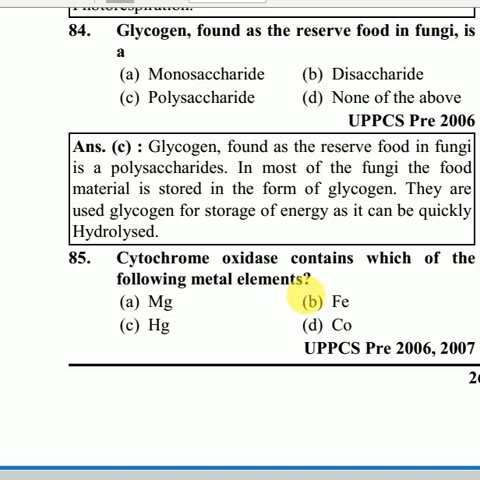 Photorespiration.
84. Glycogen, found as the reserve food in fungi, is
a
(a) Monosaccharide (b) Disaccharide
(c) Polysaccharide (d) None of the above
UPPCS Pre 2006
Ans. (c) : Glycogen, found as the reserve food in fungi
is a polysaccharides. In most of the fungi the food
material is stored in the form of glycogen. They are
used glycogen for storage of energy as it can be quickly
Hydrolysed.
85. Cytochrome oxidase contains which of the
following metal elements?
(a) Mg (b) Fe
(c) Hg (d) Co
UPPCS Pre 2006, 2007